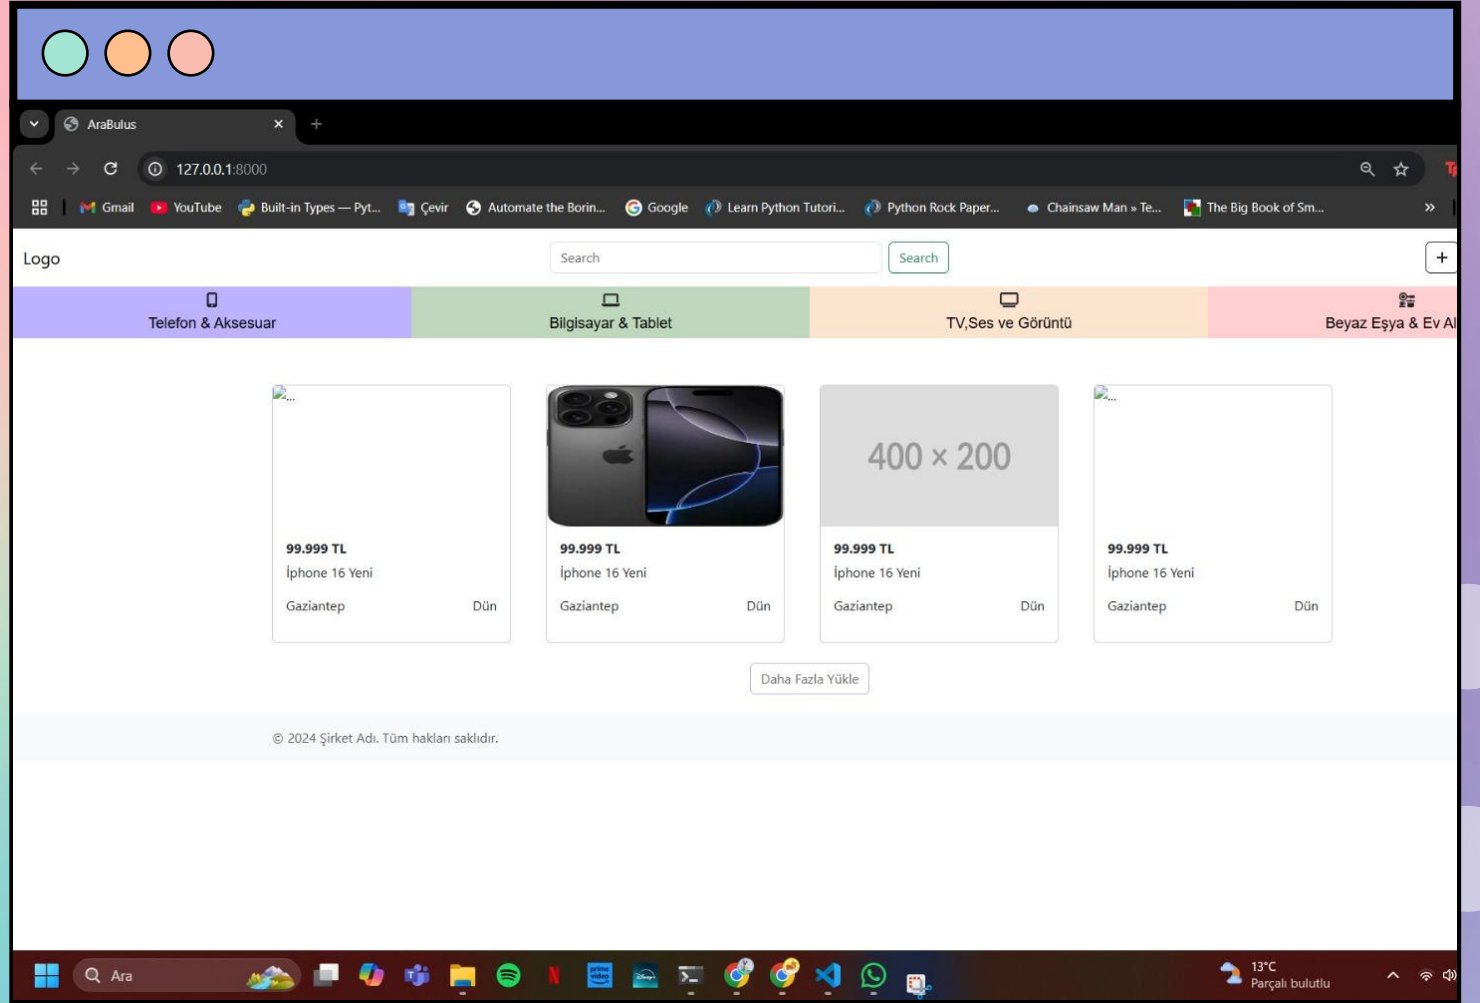 AraBulus
127.0.0.1:8000
Gmail YouTube Built-in Types — Pyt... Çevir Automate the Borin... Google Learn Python Tutori... Python Rock Paper... Chainsaw Man » Te... The Big Book of Sm... »
Logo Search Search +
Telefon & Aksesuar Bilgisayar & Tablet TV,Ses ve Görüntü Beyaz Eşya & Ev Al
... 400 × 200 ...
99.999 TL 99.999 TL 99.999 TL 99.999 TL
İphone 16 Yeni İphone 16 Yeni İphone 16 Yeni İphone 16 Yeni
Gaziantep Dün Gaziantep Dün Gaziantep Dün Gaziantep Dün
Daha Fazla Yükle
© 2024 Şirket Adı. Tüm hakları saklıdır.
Ara
13°C
Parçalı bulutlu